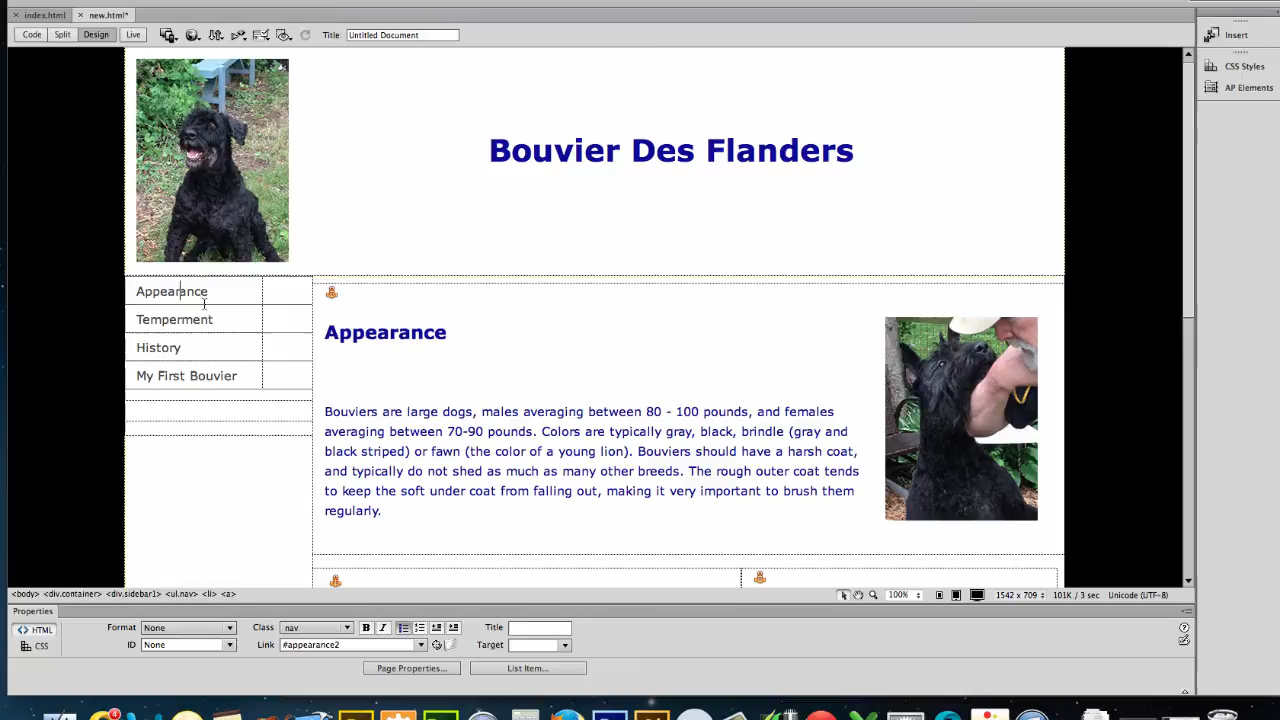 index.html
new.html*
Code Split Design Live
Title: Untitled Document
Insert
CSS Styles
AP Elements
Bouvier Des Flanders
Appearance
Temperment
History
My First Bouvier
Appearance
Bouviers are large dogs, males averaging between 80 - 100 pounds, and females
averaging between 70-90 pounds. Colors are typically gray, black, brindle (gray and
black striped) or fawn (the color of a young lion). Bouviers should have a harsh coat,
and typically do not shed as much as many other breeds. The rough outer coat tends
to keep the soft under coat from falling out, making it very important to brush them
regularly.
<body> <div.container> <div.sidebar1> <ul.nav> <li> <a>
100%
1542 x 709
101K / 3 sec
Unicode (UTF-8)
Properties
<> HTML
CSS
Format None
Class nav
B I
Title
ID None
Link #appearance2
Target
Page Properties...
List Item...
4